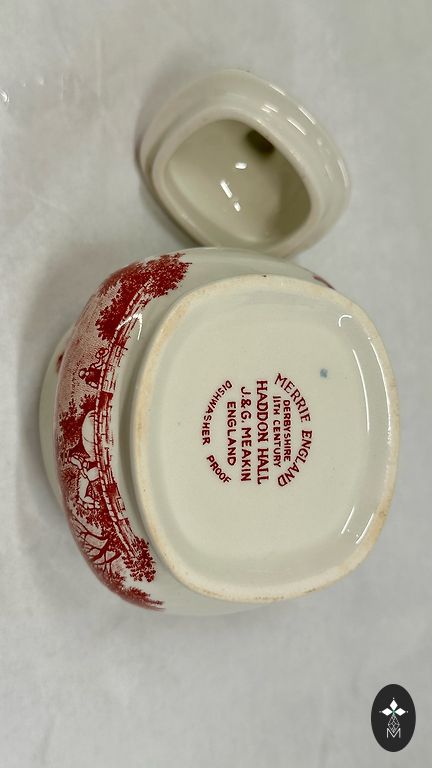 MERRIE ENGLAND
DERBYSHIRE
11TH CENTURY
HADDON HALL
J.&G. MEAKIN
ENGLAND
DISHWASHER PROOF
M